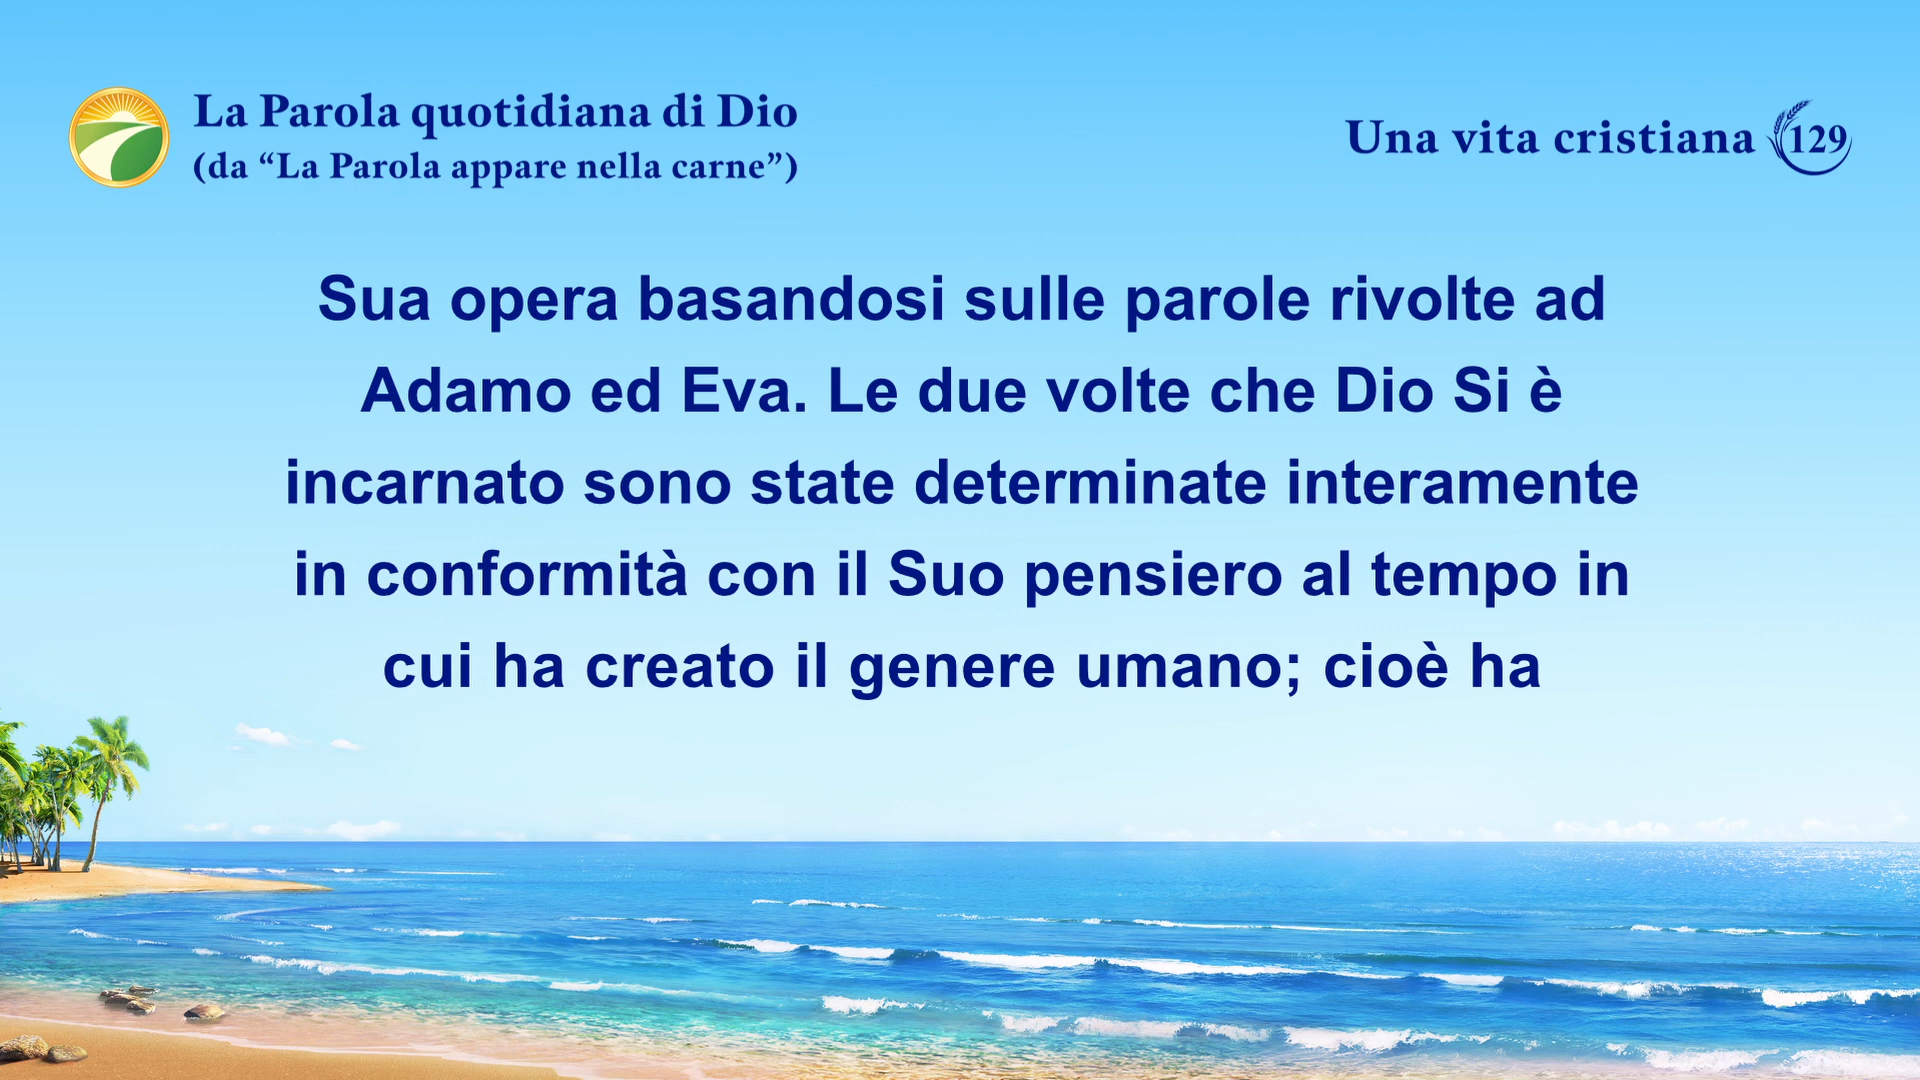 La Parola quotidiana di Dio
(da “La Parola appare nella carne”)
Una vita cristiana 129
Sua opera basandosi sulle parole rivolte ad
Adamo ed Eva. Le due volte che Dio Si è
incarnato sono state determinate interamente
in conformità con il Suo pensiero al tempo in
cui ha creato il genere umano; cioè ha